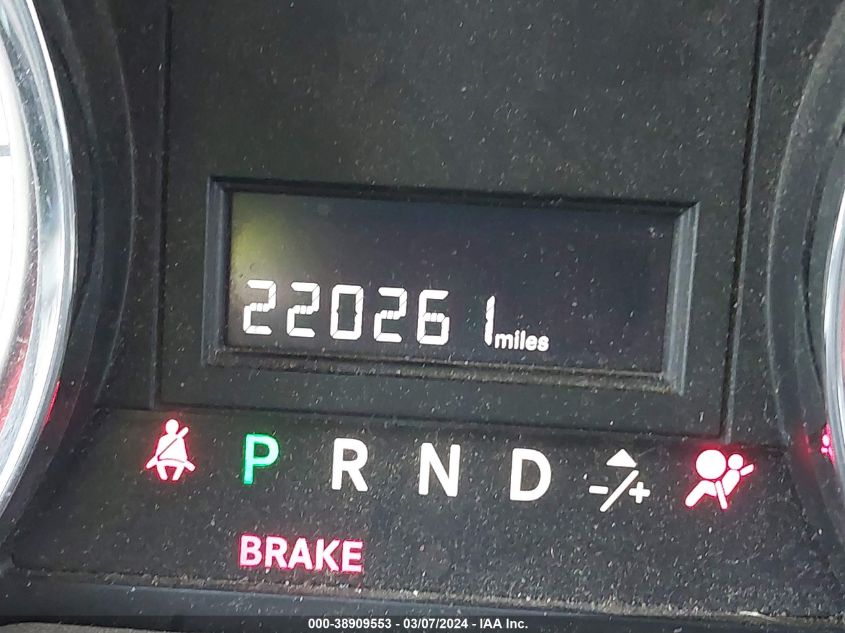 220261 miles
P R N D -/+
BRAKE
000-38909553 - 03/07/2024 - IAA Inc.